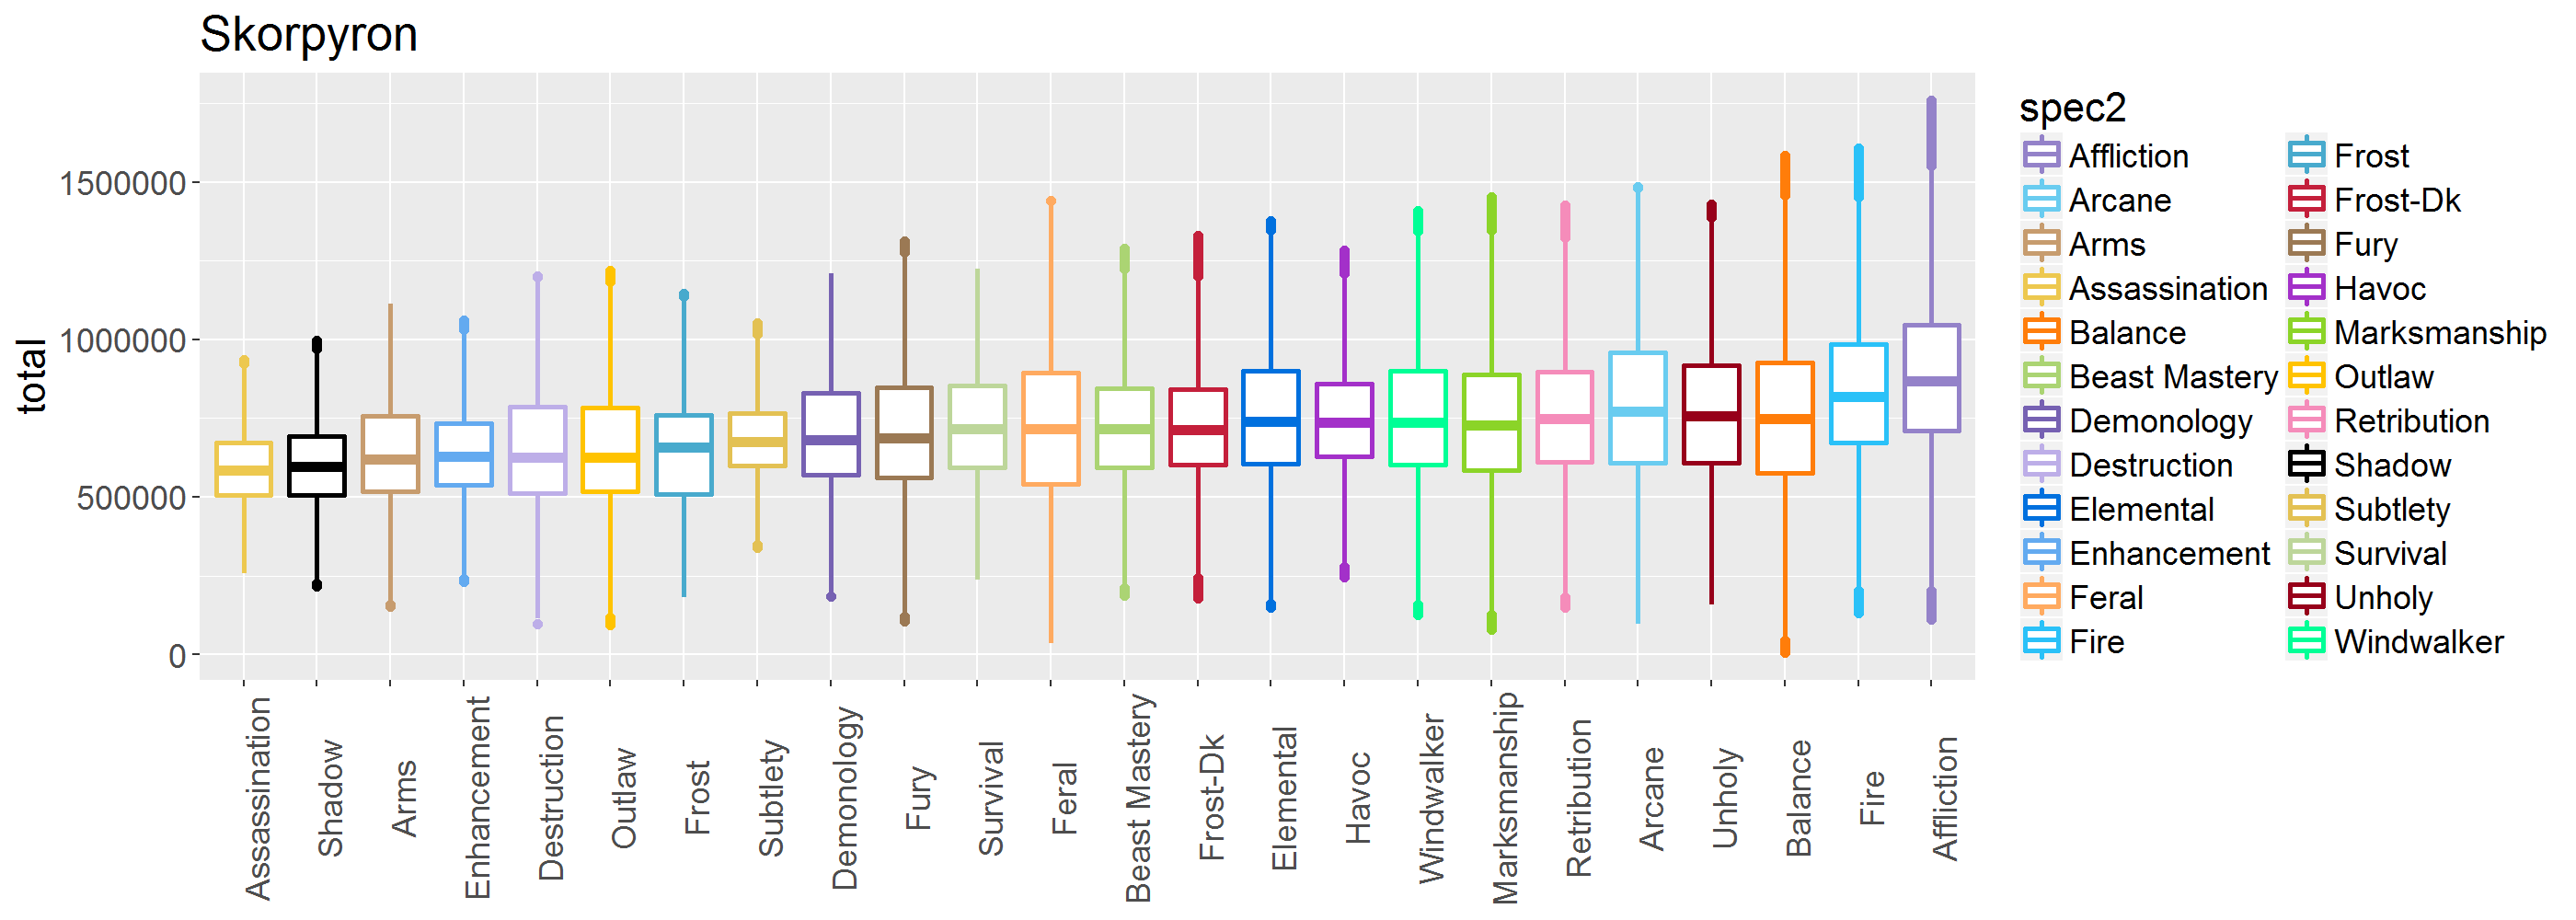 Skorpyron
total
1500000
1000000
500000
0
Assassination
Shadow
Arms
Enhancement
Destruction
Outlaw
Frost
Subtlety
Demonology
Fury
Survival
Feral
Beast Mastery
Frost-Dk
Elemental
Havoc
Windwalker
Marksmanship
Retribution
Arcane
Unholy
Balance
Fire
Affliction
spec2
Affliction
Arcane
Arms
Assassination
Balance
Beast Mastery
Demonology
Destruction
Elemental
Enhancement
Feral
Fire
Frost
Frost-Dk
Fury
Havoc
Marksmanship
Outlaw
Retribution
Shadow
Subtlety
Survival
Unholy
Windwalker